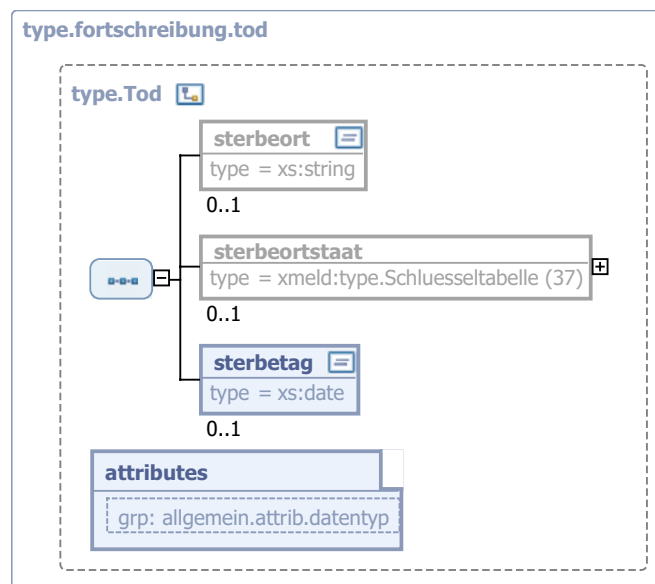 type.fortschreibung.tod
type.Tod
sterbeort
type = xs:string
0..1
sterbeortstaat
type = xmeld:type.Schluesseltabelle (37)
0..1
sterbetag
type = xs:date
0..1
attributes
grp: allgemein.attrib.datentyp